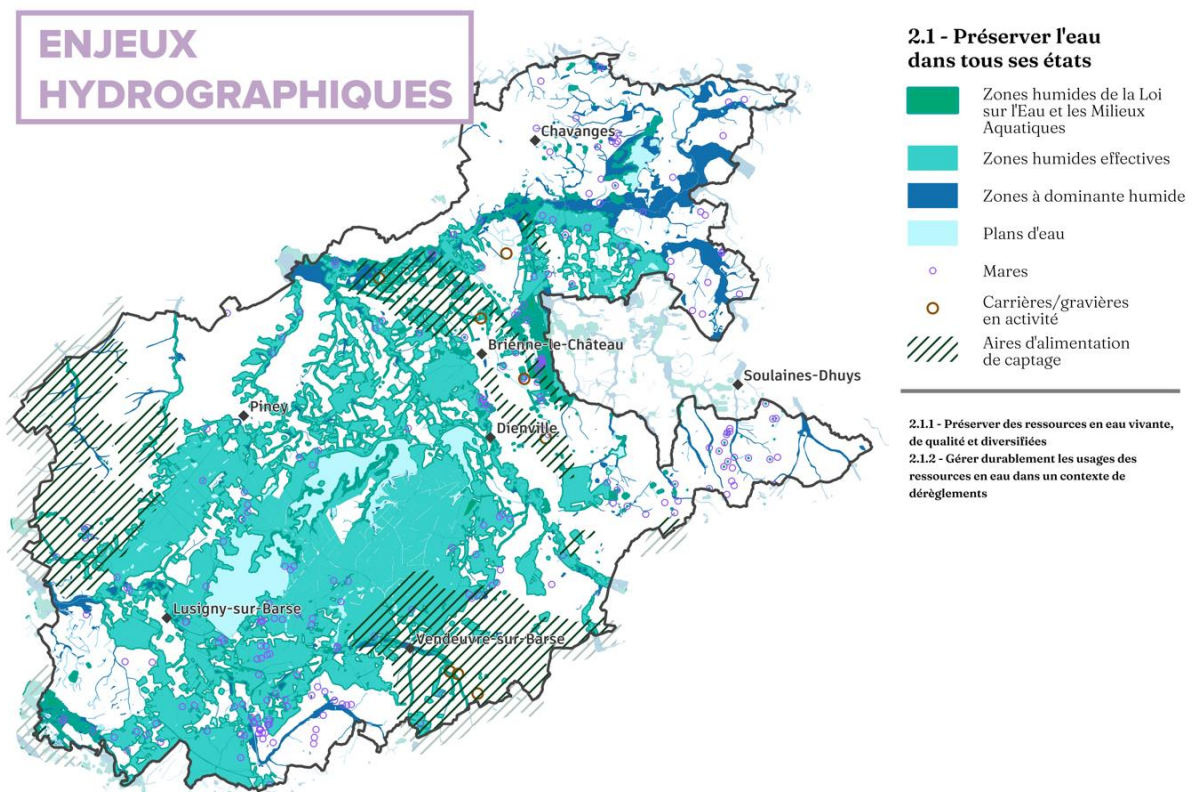 ENJEUX
HYDROGRAPHIQUES
Chavanges
Brienne-le-Château
Soulaines-Dhuys
Piney
Dienville
Lusigny-sur-Barse
Vendeuvre-sur-Barse
2.1 - Préserver l'eau
dans tous ses états
Zones humides de la Loi
sur l'Eau et les Milieux
Aquatiques
Zones humides effectives
Zones à dominante humide
Plans d'eau
Mares
Carrières/gravières
en activité
Aires d'alimentation
de captage
2.1.1 - Préserver des ressources en eau vivante,
de qualité et diversifiées
2.1.2 - Gérer durablement les usages des
ressources en eau dans un contexte de
dérèglements